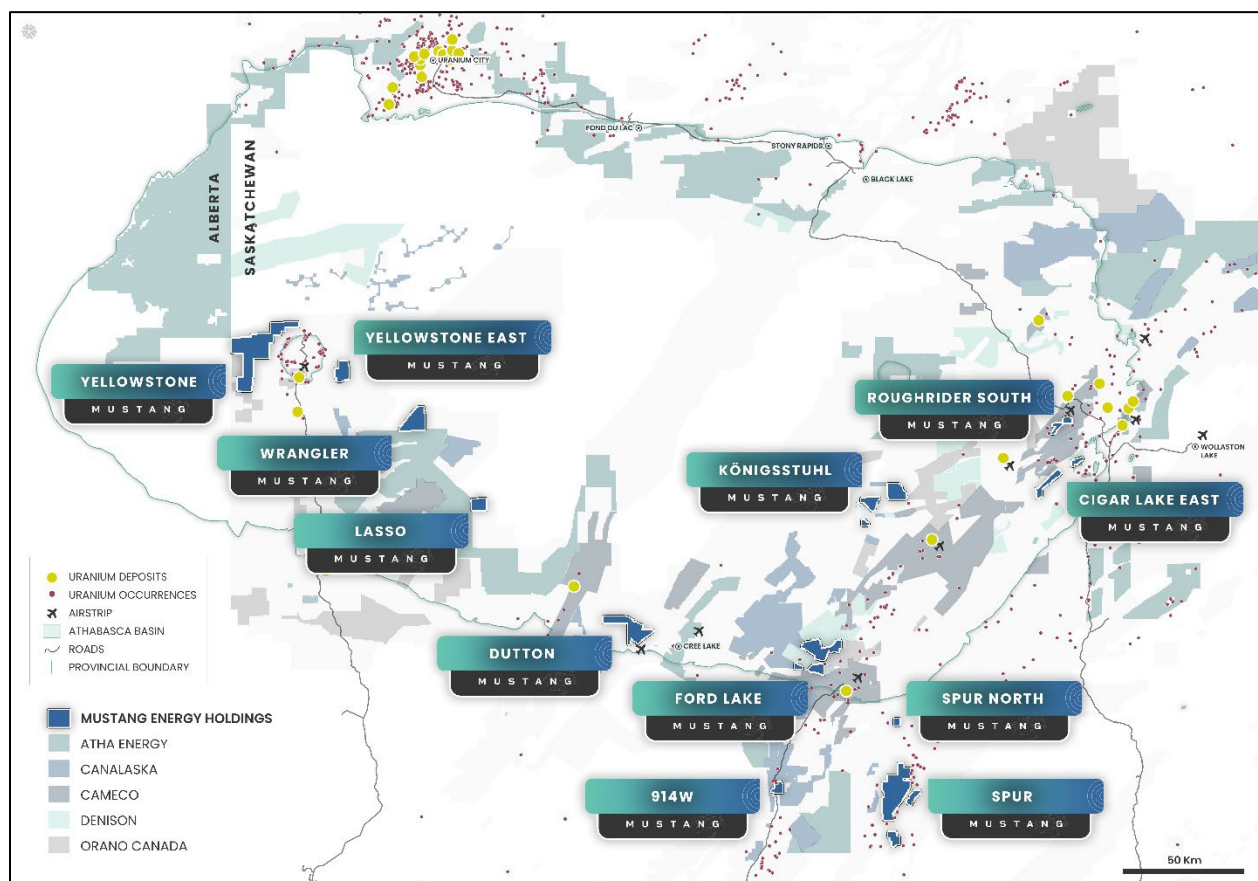 URANIUM CITY
FOND DU LAC
STONY RAPIDS
BLACK LAKE
ALBERTA
SASKATCHEWAN
YELLOWSTONE EAST
MUSTANG
YELLOWSTONE
MUSTANG
ROUGHRIDER SOUTH
MUSTANG
WRANGLER
MUSTANG
WOLLASTON
LAKE
KÖNIGSSTUHL
MUSTANG
CIGAR LAKE EAST
MUSTANG
LASSO
MUSTANG
URANIUM DEPOSITS
URANIUM OCCURRENCES
AIRSTRIP
ATHABASCA BASIN
ROADS
PROVINCIAL BOUNDARY
DUTTON
MUSTANG
CREE LAKE
FORD LAKE
MUSTANG
SPUR NORTH
MUSTANG
MUSTANG ENERGY HOLDINGS
ATHA ENERGY
CANALASKA
CAMECO
DENISON
ORANO CANADA
914W
MUSTANG
SPUR
MUSTANG
50 Km